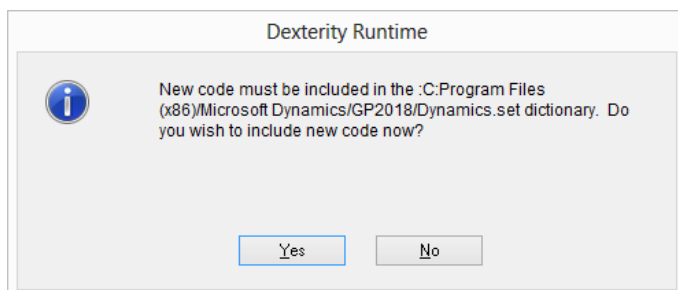 Dexterity Runtime
New code must be included in the :C:Program Files
(x86)/Microsoft Dynamics/GP2018/Dynamics.set dictionary.  Do
you wish to include new code now?
Yes
No